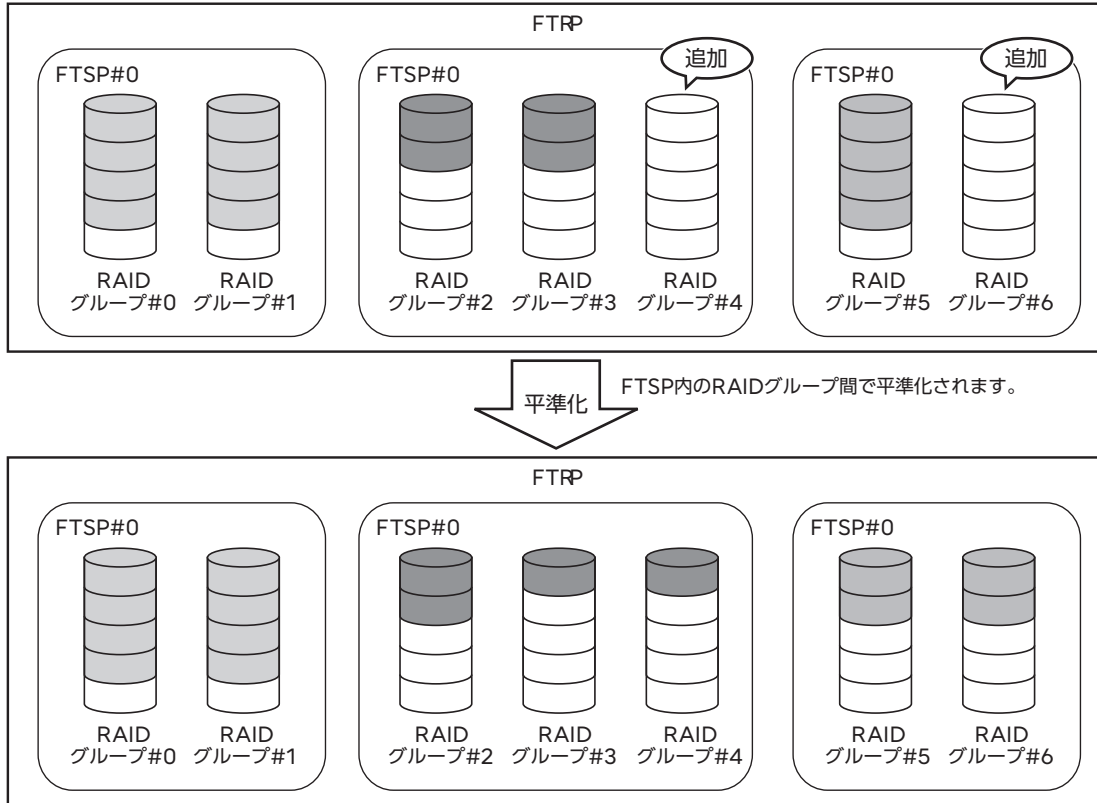 FTRP
FTSP#0
追加
FTSP#0
追加
FTSP#0
RAID
グループ#0
RAID
グループ#1
RAID
グループ#2
RAID
グループ#3
RAID
グループ#4
RAID
グループ#5
RAID
グループ#6
平準化
FTSP内のRAIDグループ間で平準化されます。
FTRP
FTSP#0
FTSP#0
FTSP#0
RAID
グループ#0
RAID
グループ#1
RAID
グループ#2
RAID
グループ#3
RAID
グループ#4
RAID
グループ#5
RAID
グループ#6